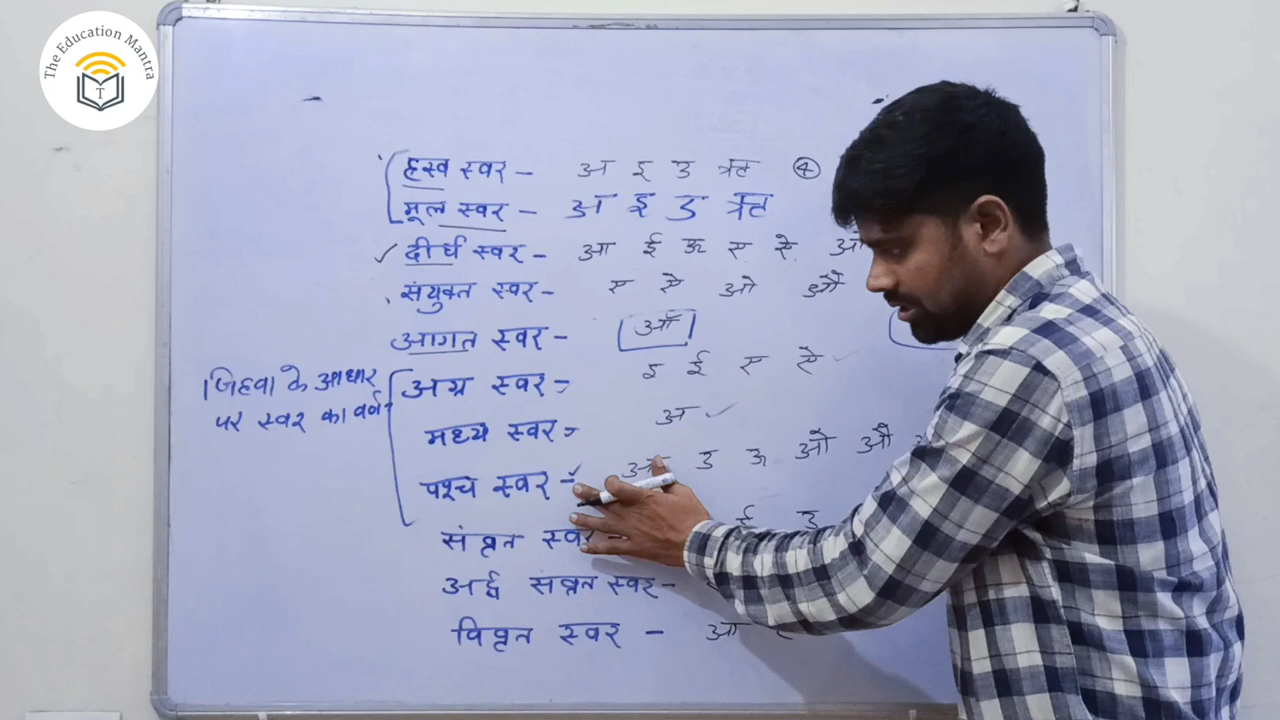 The Education Mantra
T
ह्रस्व स्वर – अ इ उ ऋ ④
मूल स्वर – अ इ उ ऋ
दीर्घ स्वर – आ ई ऊ ए ऐ ओ
संयुक्त स्वर – ए ऐ ओ औ
आगत स्वर – ऑ
जिहवा के आधार
पर स्वर का वर्ग
अग्र स्वर – इ ई ए ऐ
मध्य स्वर – अ
पश्च स्वर – आ उ ऊ ओ औ
संवृत स्वर ई उ
अर्द्ध संवृत स्वर –
विवृत स्वर – आ